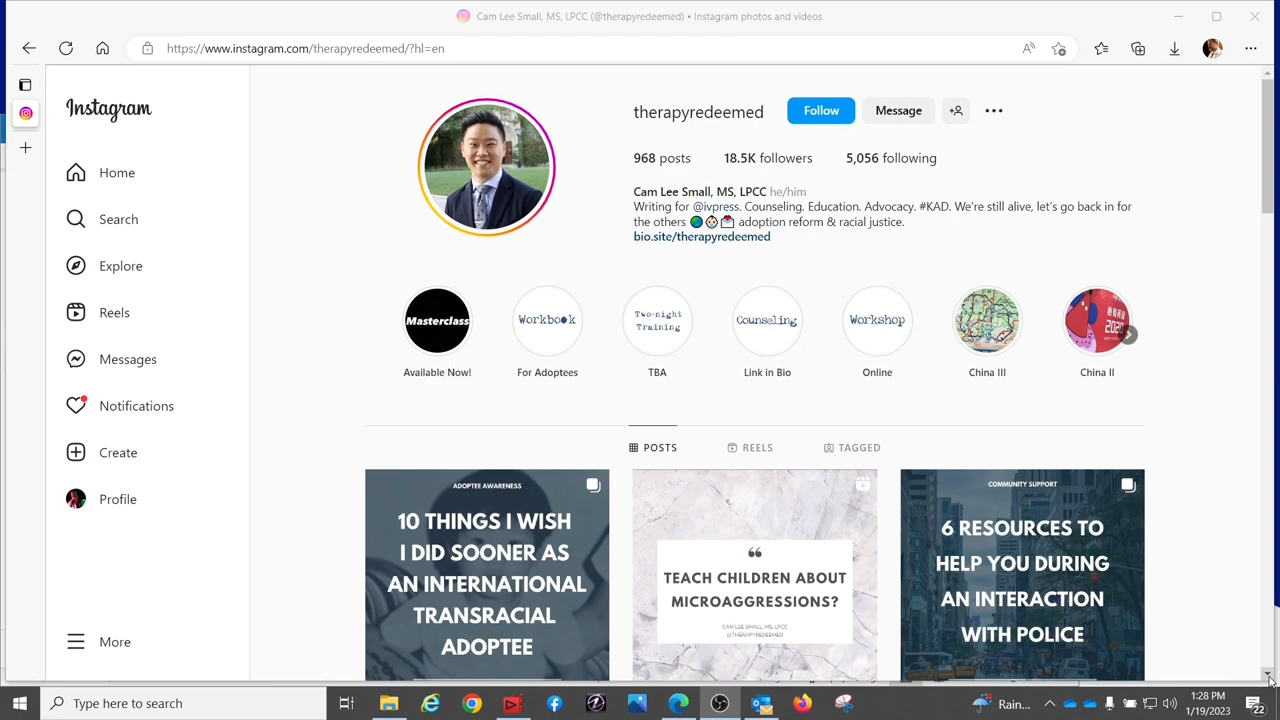 Cam Lee Small, MS, LPCC (@therapyredeemed) • Instagram photos and videos
https://www.instagram.com/therapyredeemed/?hl=en
Instagram
Home
Search
Explore
Reels
Messages
Notifications
Create
Profile
More
therapyredeemed Follow Message
968 posts 18.5K followers 5,056 following
Cam Lee Small, MS, LPCC he/him
Writing for @ivpress. Counseling. Education. Advocacy. #KAD. We're still alive, let's go back in for
the others 🌎👶🏻💌 adoption reform & racial justice.
bio.site/therapyredeemed
Masterclass Workbook Two-night Training Counseling Workshop
Available Now! For Adoptees TBA Link in Bio Online China III China II
POSTS REELS TAGGED
ADOPTEE AWARENESS
10 THINGS I WISH
I DID SOONER AS
AN INTERNATIONAL
TRANSRACIAL
ADOPTEE
TEACH CHILDREN ABOUT
MICROAGGRESSIONS?
CAM LEE SMALL, MS, LPCC
@THERAPYREDEEMED
COMMUNITY SUPPORT
6 RESOURCES TO
HELP YOU DURING
AN INTERACTION
WITH POLICE
Type here to search
Rain...
1:28 PM
1/19/2023
22